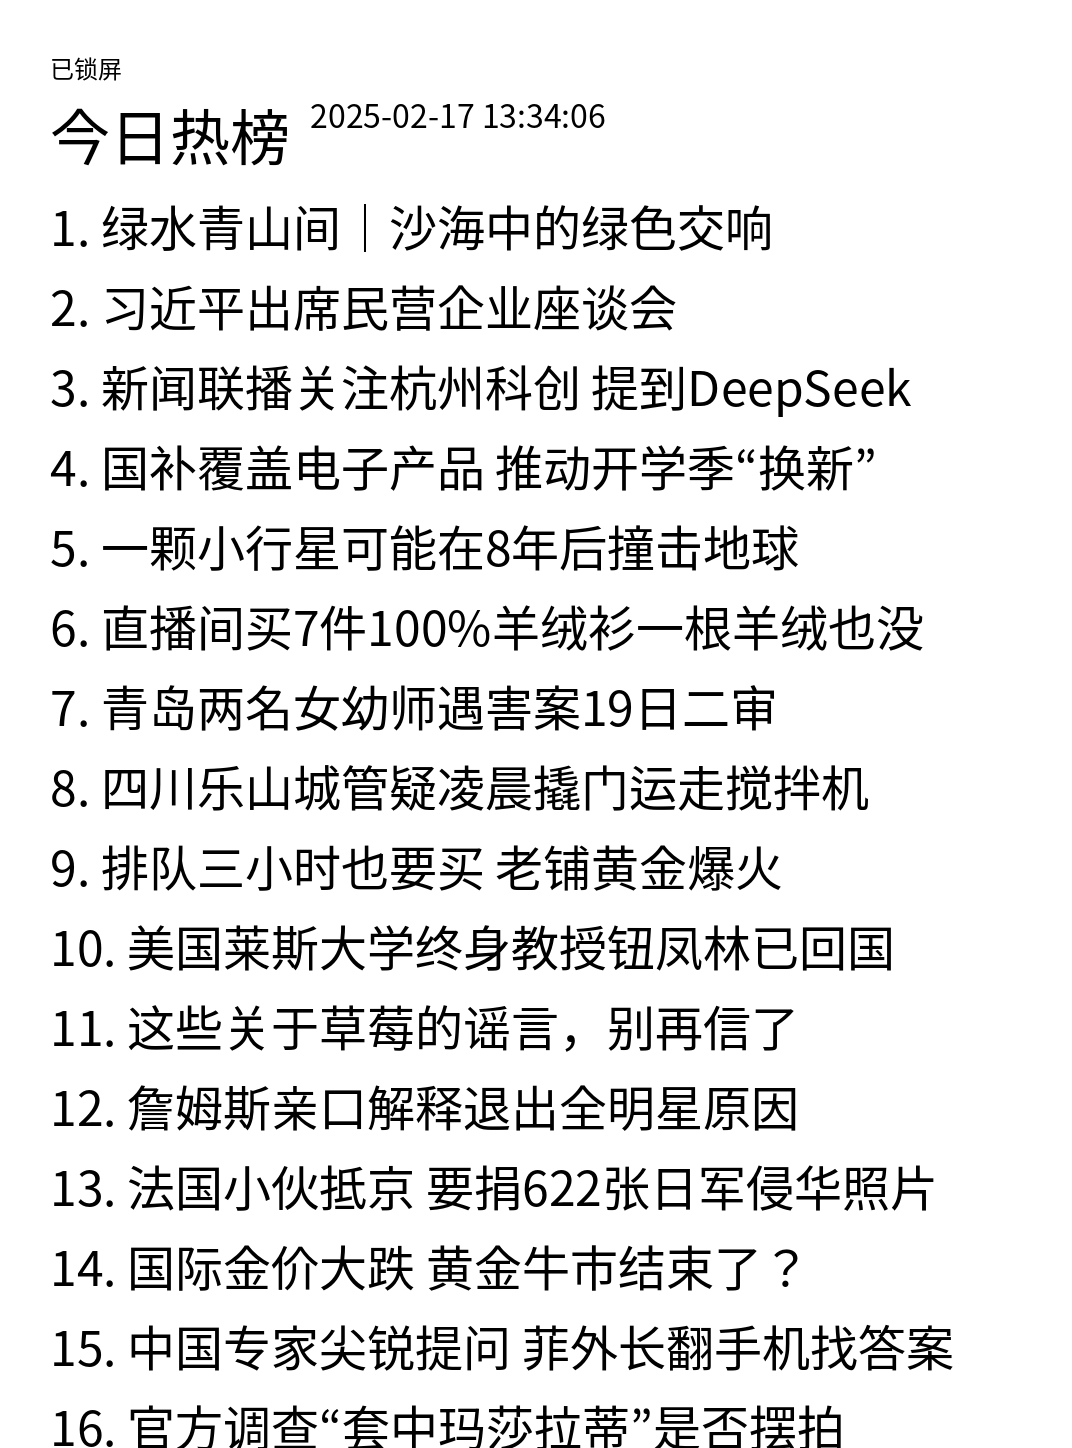 已锁屏
今日热榜 2025-02-17 13:34:06
1. 绿水青山间｜沙海中的绿色交响
2. 习近平出席民营企业座谈会
3. 新闻联播关注杭州科创 提到DeepSeek
4. 国补覆盖电子产品 推动开学季“换新”
5. 一颗小行星可能在8年后撞击地球
6. 直播间买7件100%羊绒衫一根羊绒也没
7. 青岛两名女幼师遇害案19日二审
8. 四川乐山城管疑凌晨撬门运走搅拌机
9. 排队三小时也要买 老铺黄金爆火
10. 美国莱斯大学终身教授钮凤林已回国
11. 这些关于草莓的谣言，别再信了
12. 詹姆斯亲口解释退出全明星原因
13. 法国小伙抵京 要捐622张日军侵华照片
14. 国际金价大跌 黄金牛市结束了？
15. 中国专家尖锐提问 菲外长翻手机找答案
16. 官方调查“套中玛莎拉蒂”是否摆拍